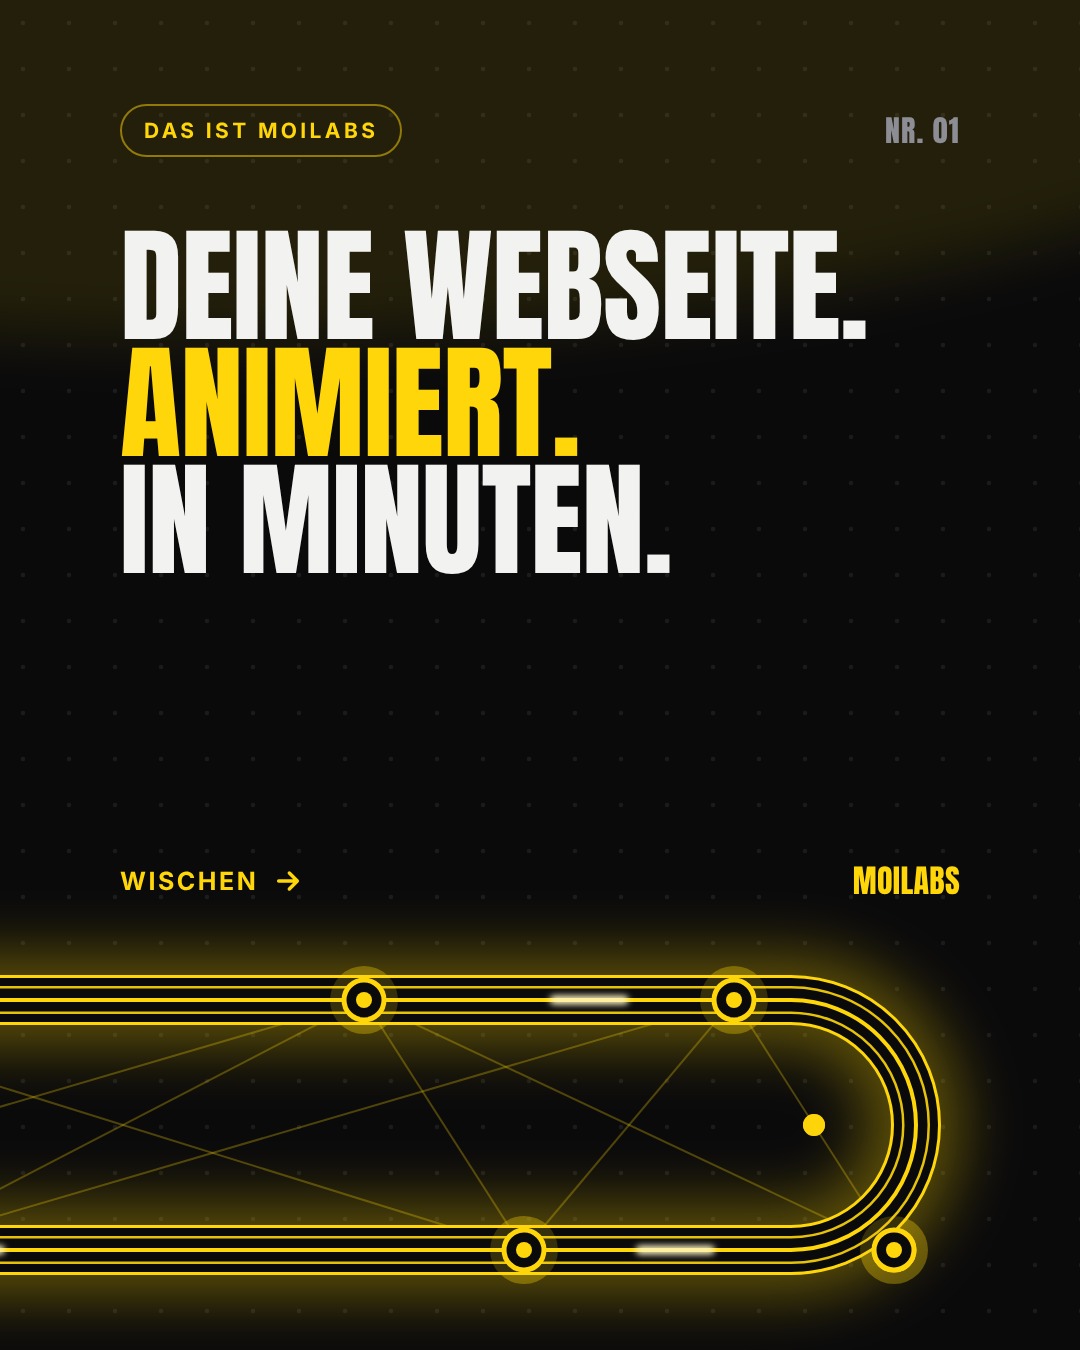 DAS IST MOILABS
NR. 01
DEINE WEBSEITE.
ANIMIERT.
IN MINUTEN.
WISCHEN →
MOILABS